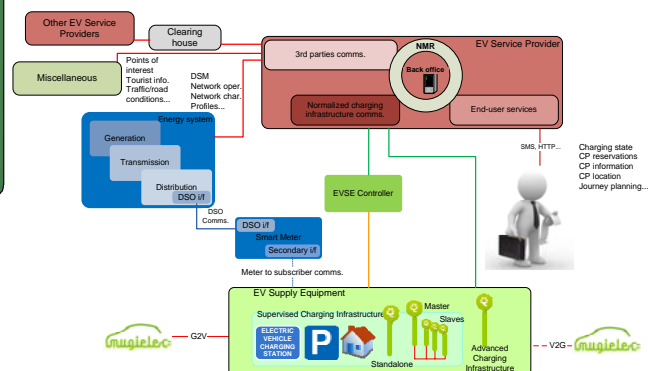 Other EV Service
Providers
Clearing
house
Miscellaneous
Points of
interest
Tourist info.
Traffic/road
conditions...
DSM
Network oper.
Network char.
Profiles...
3rd parties comms.
NMR
Back office
EV Service Provider
Normalized charging
infrastructure comms.
End-user services
Energy system
Generation
Transmission
Distribution
DSO i/f
DSO
Comms.
DSO i/f
Smart Meter
Secondary i/f
Meter to subscriber comms.
EVSE Controller
SMS, HTTP...
Charging state
CP reservations
CP information
CP location
Journey planning...
EV Supply Equipment
Supervised Charging Infrastructure
ELECTRIC
VEHICLE
CHARGING
STATION
P
Standalone
Master
Slaves
Advanced
Charging
Infrastructure
mugielec
G2V
V2G
mugielec